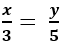 x/3 = y/5